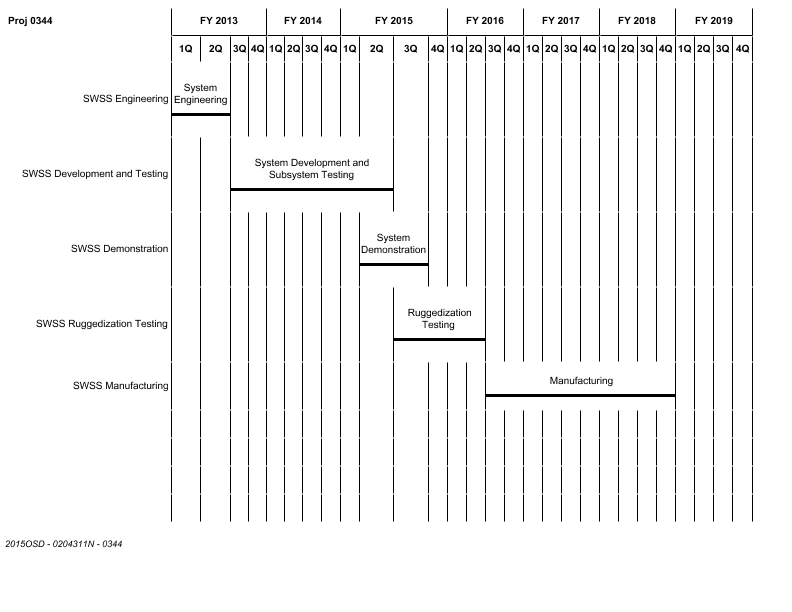 Proj 0344
FY 2013 FY 2014 FY 2015 FY 2016 FY 2017 FY 2018 FY 2019
1Q 2Q 3Q 4Q 1Q 2Q 3Q 4Q 1Q 2Q 3Q 4Q 1Q 2Q 3Q 4Q 1Q 2Q 3Q 4Q 1Q 2Q 3Q 4Q 1Q 2Q 3Q 4Q
SWSS Engineering
System
Engineering
SWSS Development and Testing
System Development and
Subsystem Testing
SWSS Demonstration
System
Demonstration
SWSS Ruggedization Testing
Ruggedization
Testing
SWSS Manufacturing
Manufacturing
2015OSD - 0204311N - 0344